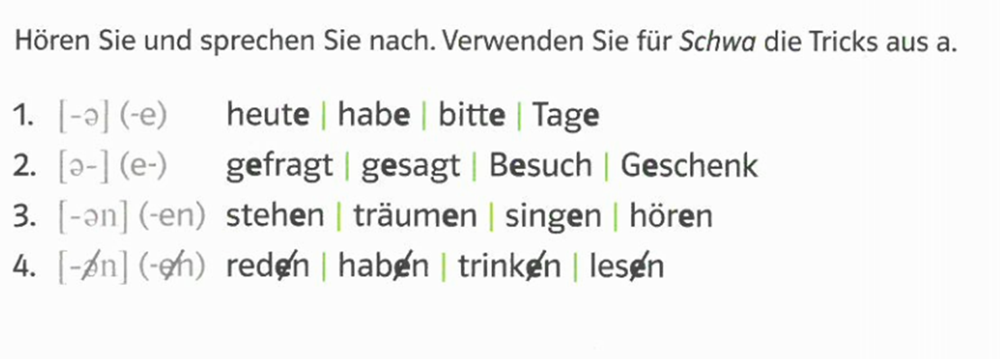 Hören Sie und sprechen Sie nach. Verwenden Sie für Schwa die Tricks aus a.
1. [-ə] (-e) heute | habe | bitte | Tage
2. [ə-] (e-) gefragt | gesagt | Besuch | Geschenk
3. [-ən] (-en) stehen | träumen | singen | hören
4. [-ə̸n] (-e̸n) rede̸n | habe̸n | trinke̸n | lese̸n